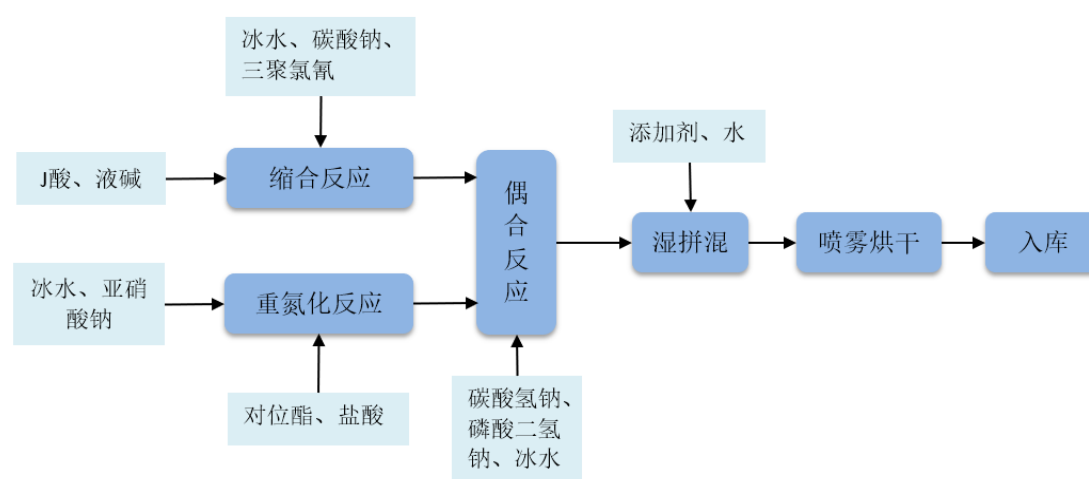 冰水、碳酸钠、
三聚氯氰
添加剂、水
J酸、液碱
缩合反应
偶
合
反
应
湿拼混
喷雾烘干
入库
冰水、亚硝
酸钠
重氮化反应
对位酯、盐酸
碳酸氢钠、
磷酸二氢
钠、冰水